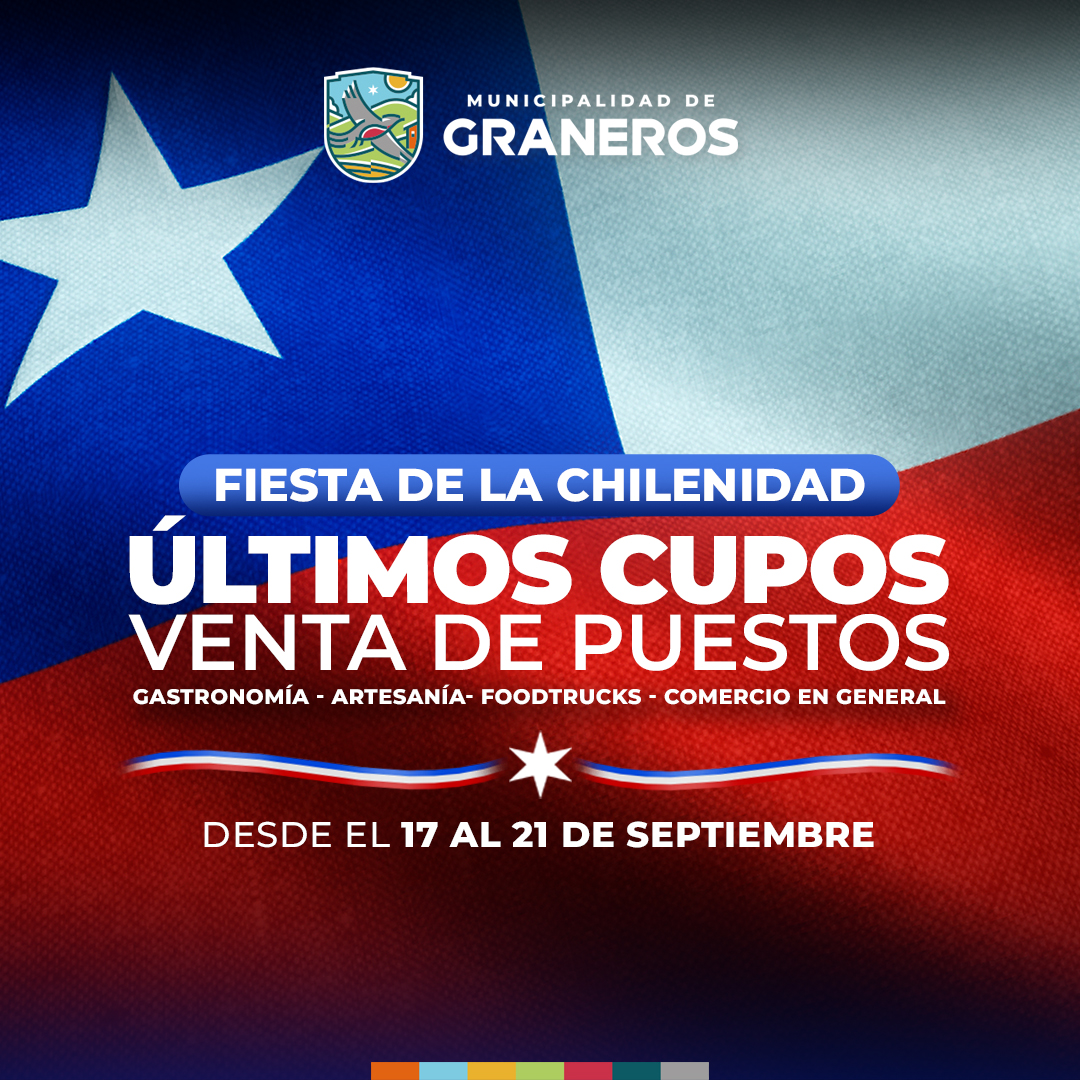 MUNICIPALIDAD DE
GRANEROS
FIESTA DE LA CHILENIDAD
ÚLTIMOS CUPOS
VENTA DE PUESTOS
GASTRONOMÍA - ARTESANÍA- FOODTRUCKS - COMERCIO EN GENERAL
DESDE EL 17 AL 21 DE SEPTIEMBRE